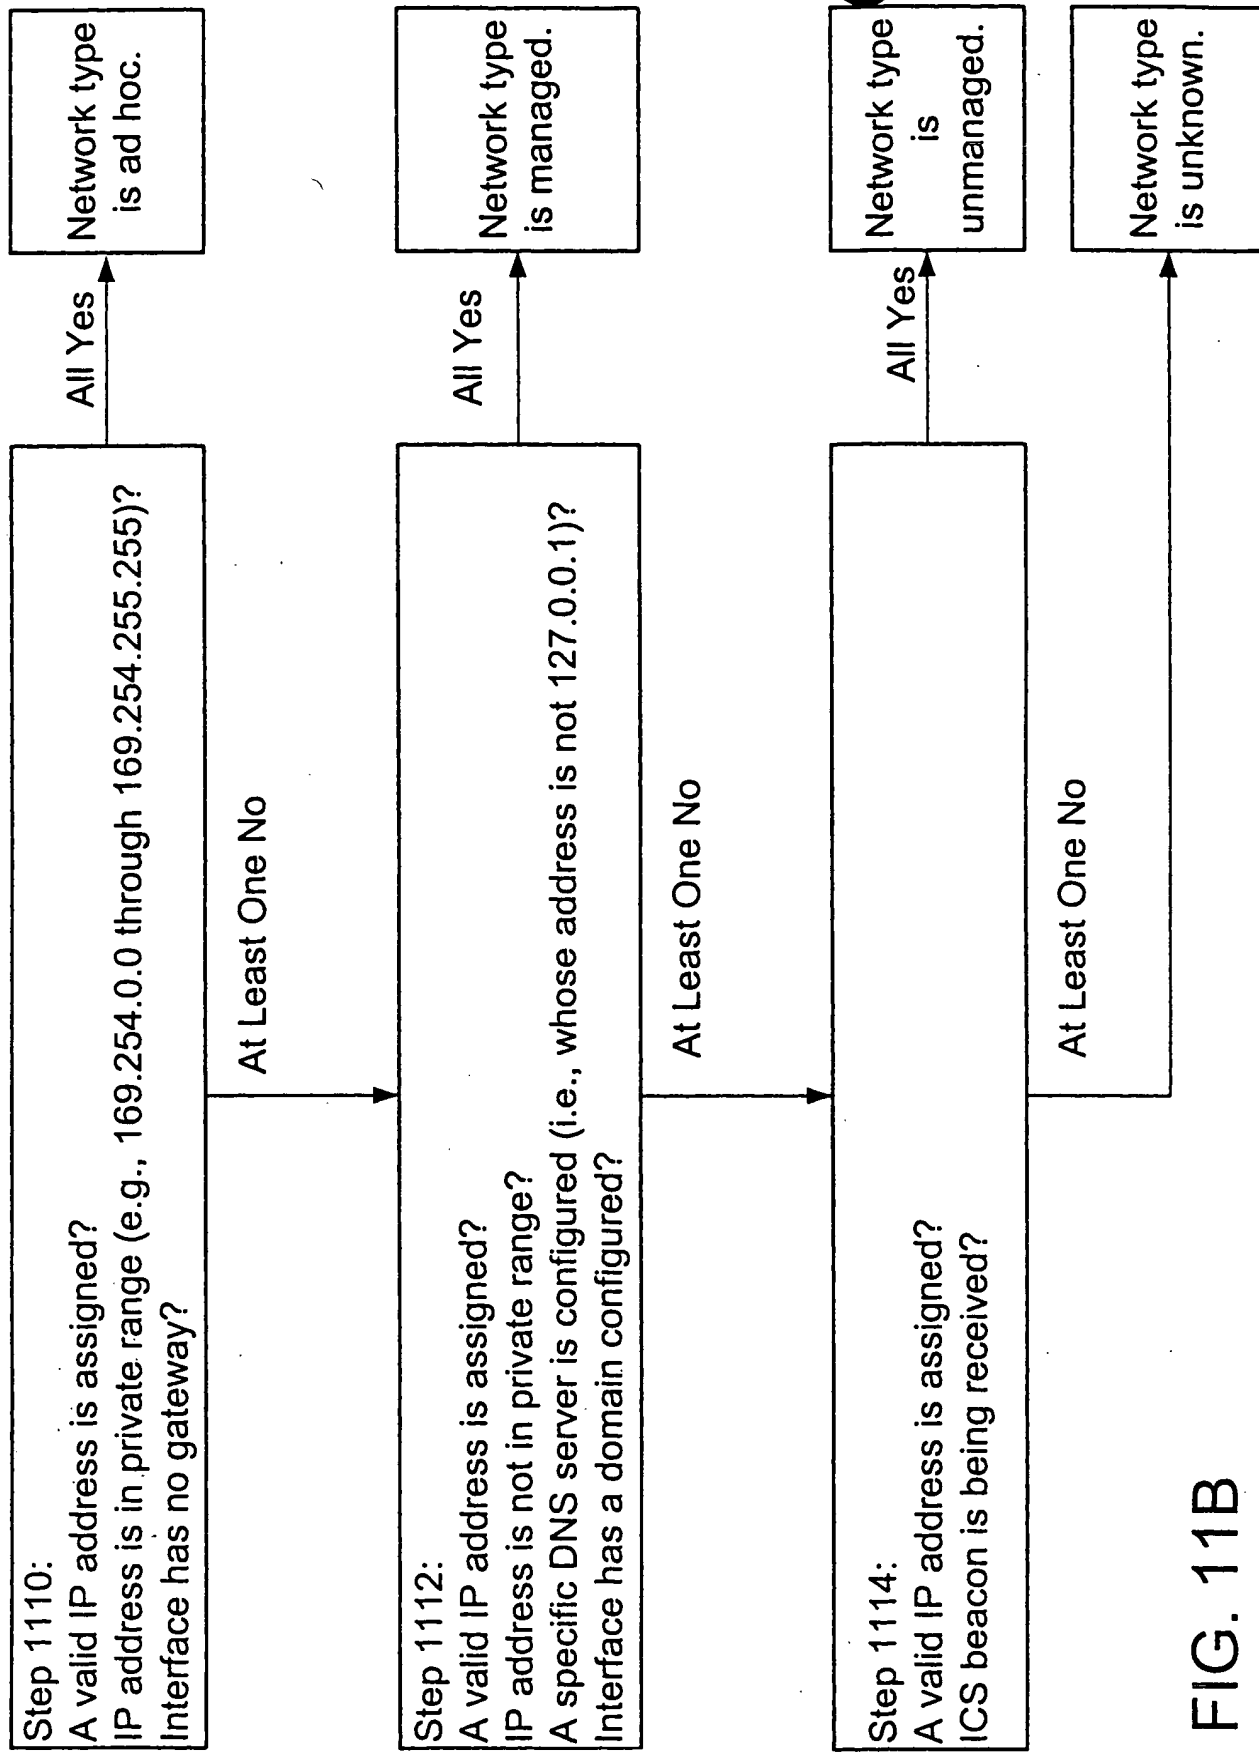 Step 1110:
A valid IP address is assigned?
IP address is in private range (e.g., 169.254.0.0 through 169.254.255.255)?
Interface has no gateway?
All Yes
Network type
is ad hoc.
At Least One No
Step 1112:
A valid IP address is assigned?
IP address is not in private range?
A specific DNS server is configured (i.e., whose address is not 127.0.0.1)?
Interface has a domain configured?
All Yes
Network type
is managed.
At Least One No
Step 1114:
A valid IP address is assigned?
ICS beacon is being received?
All Yes
Network type
is
unmanaged.
At Least One No
Network type
is unknown.
FIG. 11B